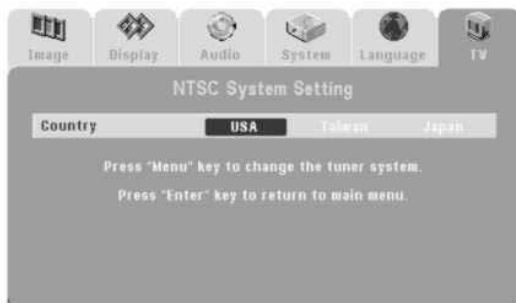 Image Display Audio System Language TV
NTSC System Setting
Country USA Taiwan Japan
Press "Menu" key to change the tuner system.
Press "Enter" key to return to main menu.